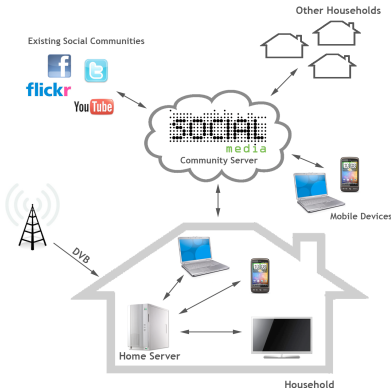 Other Households
Existing Social Communities
f
t
flickr
YouTube
SOCIAL
media
Community Server
Mobile Devices
DVB
Home Server
Household